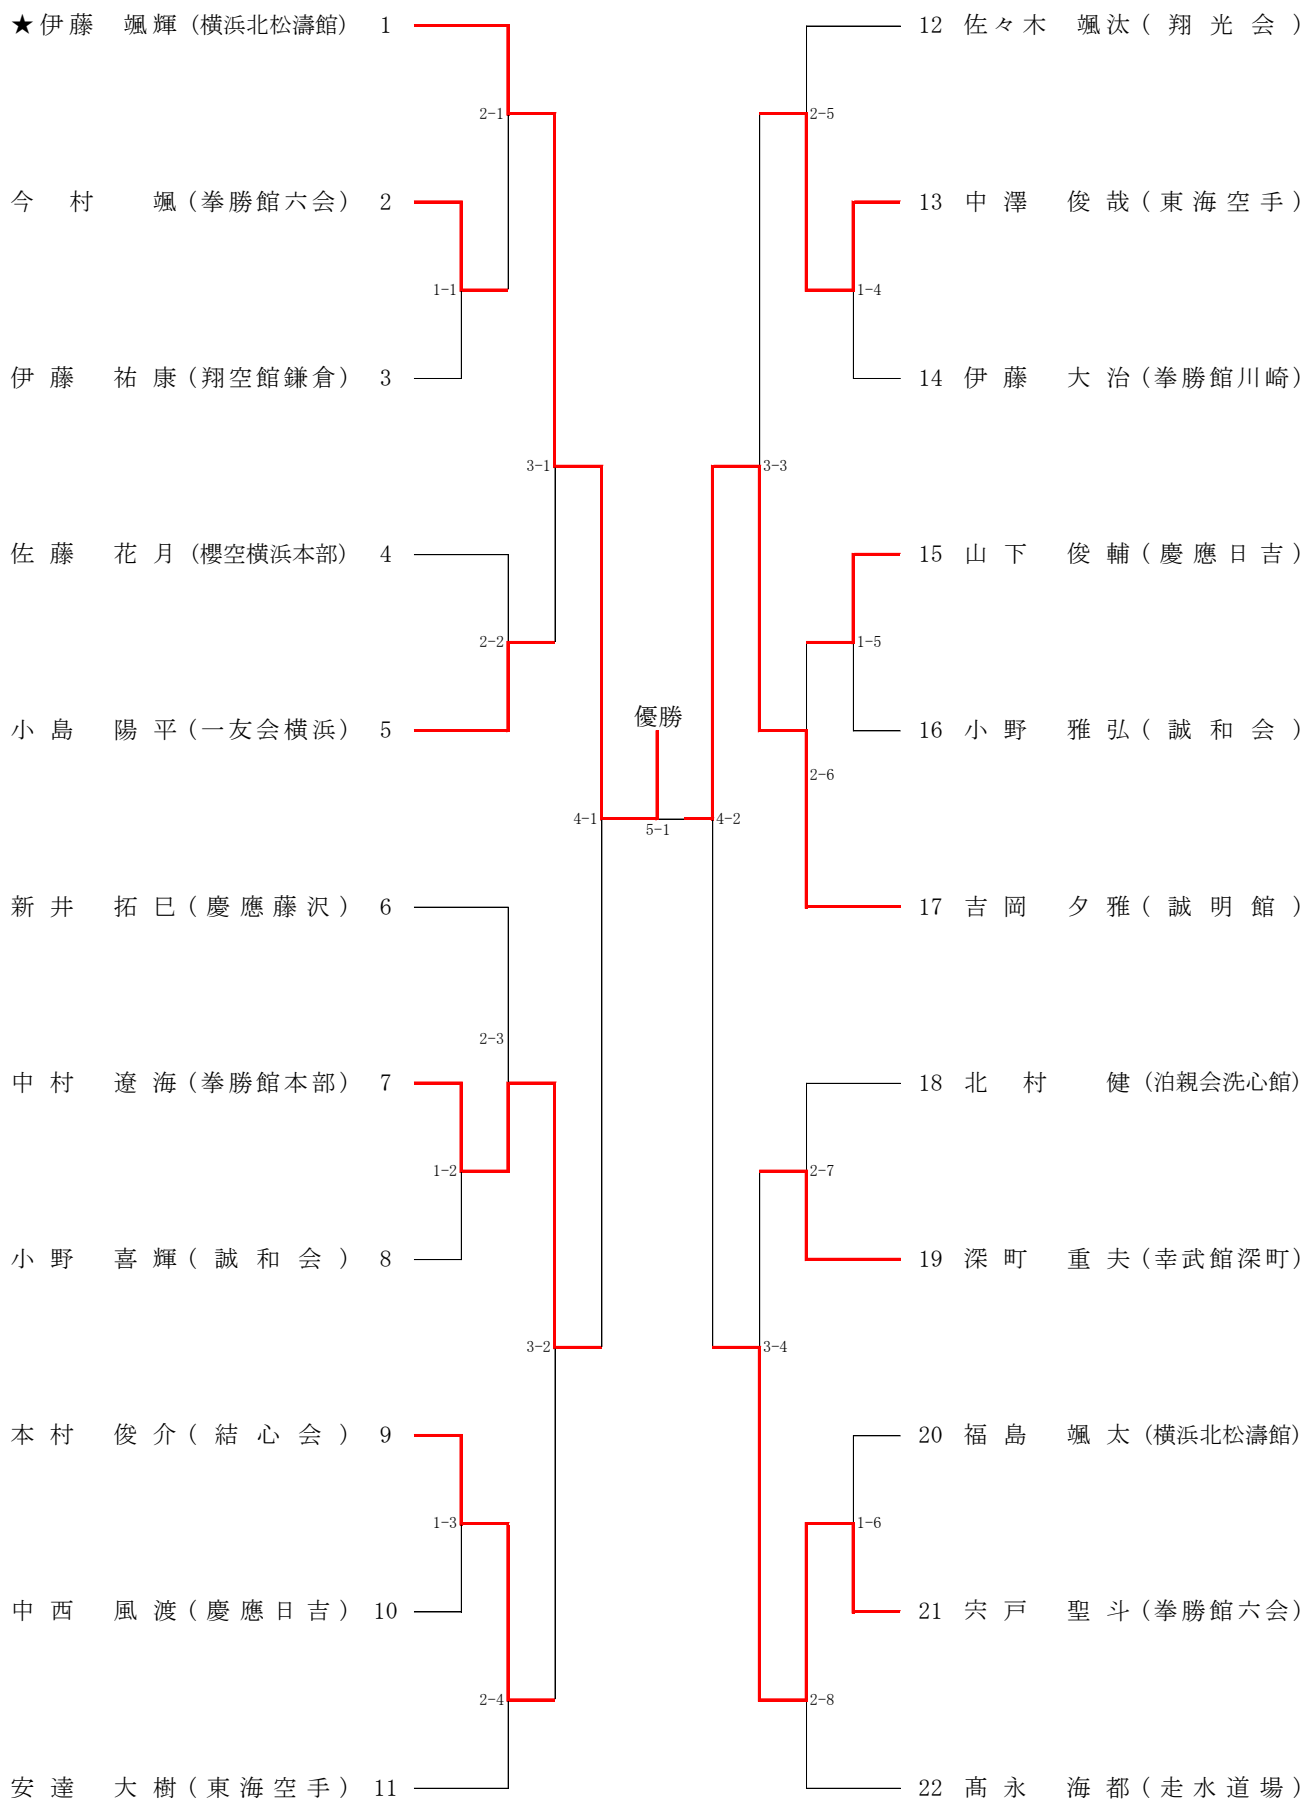 ★伊藤 颯輝 (横浜北松濤館) 1
2-1
今村 颯 (拳勝館六会) 2
1-1
伊藤 祐康 (翔空館鎌倉) 3
3-1
佐藤 花月 (櫻空横浜本部) 4
2-2
小島 陽平 (一友会横浜) 5
4-1
新井 拓巳 (慶應藤沢) 6
2-3
中村 遼海 (拳勝館本部) 7
1-2
小野 喜輝 (誠和会) 8
3-2
本村 俊介 (結心会) 9
1-3
中西 風渡 (慶應日吉) 10
2-4
安達 大樹 (東海空手) 11
優勝
5-1
12 佐々木 颯汰 (翔光会)
2-5
13 中澤 俊哉 (東海空手)
1-4
14 伊藤 大治 (拳勝館川崎)
3-3
15 山下 俊輔 (慶應日吉)
1-5
16 小野 雅弘 (誠和会)
2-6
4-2
17 吉岡 夕雅 (誠明館)
18 北村 健 (泊親会洗心館)
2-7
19 深町 重夫 (幸武館深町)
3-4
20 福島 颯太 (横浜北松濤館)
1-6
21 宍戸 聖斗 (拳勝館六会)
2-8
22 髙永 海都 (走水道場)